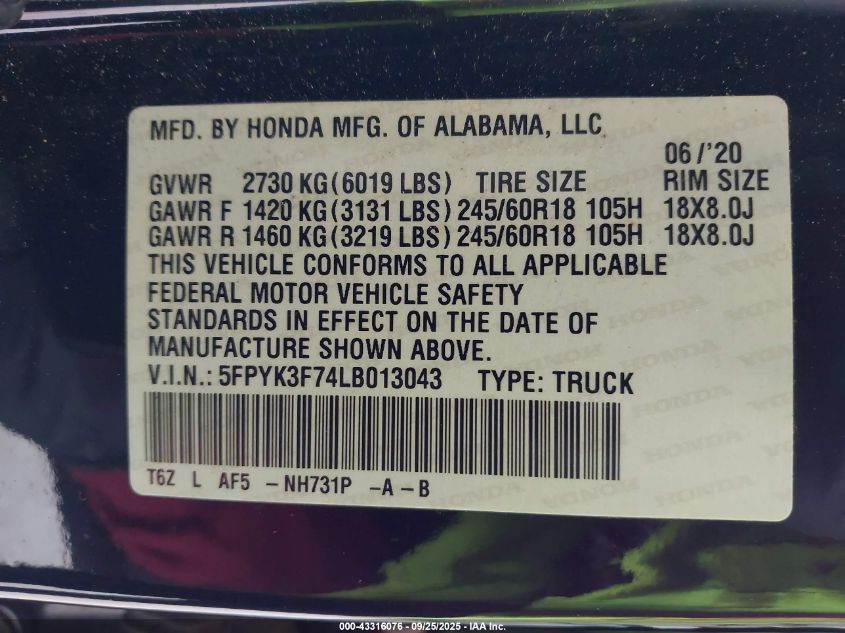 MFD. BY HONDA MFG. OF ALABAMA, LLC
06/'20
GVWR 2730 KG (6019 LBS) TIRE SIZE RIM SIZE
GAWR F 1420 KG (3131 LBS) 245/60R18 105H 18X8.0J
GAWR R 1460 KG (3219 LBS) 245/60R18 105H 18X8.0J
THIS VEHICLE CONFORMS TO ALL APPLICABLE
FEDERAL MOTOR VEHICLE SAFETY
STANDARDS IN EFFECT ON THE DATE OF
MANUFACTURE SHOWN ABOVE.
V.I.N.: 5FPYK3F74LB013043 TYPE: TRUCK
T6Z L AF5 -NH731P -A-B
000-43316076 - 09/25/2025 - IAA Inc.